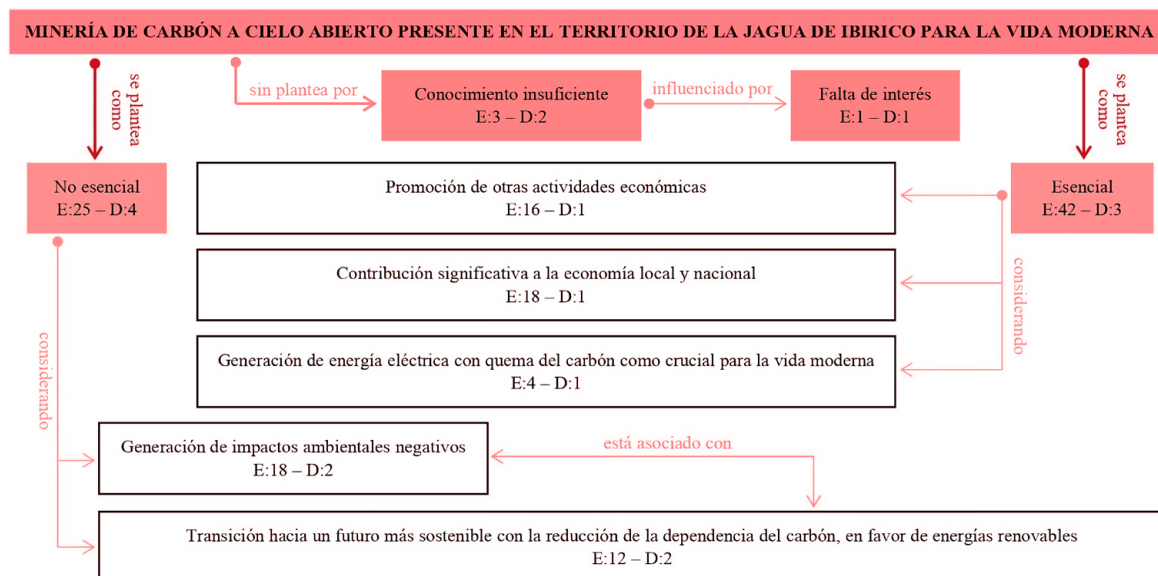 MINERÍA DE CARBÓN A CIELO ABIERTO PRESENTE EN EL TERRITORIO DE LA JAGUA DE IBIRICO PARA LA VIDA MODERNA
se plantea
como
sin plantea por
Conocimiento insuficiente
E:3 – D:2
influenciado por
Falta de interés
E:1 – D:1
se plantea
como
No esencial
E:25 – D:4
Promoción de otras actividades económicas
E:16 – D:1
Esencial
E:42 – D:3
Contribución significativa a la economía local y nacional
E:18 – D:1
considerando
Generación de energía eléctrica con quema del carbón como crucial para la vida moderna
E:4 – D:1
considerando
Generación de impactos ambientales negativos
E:18 – D:2
está asociado con
Transición hacia un futuro más sostenible con la reducción de la dependencia del carbón, en favor de energías renovables
E:12 – D:2